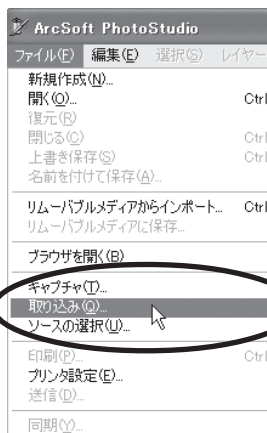 ArcSoft PhotoStudio
ファイル(F) 編集(E) 選択(S) レイヤー
新規作成(N)...
開く(O)... Ctrl
復元(R)
閉じる(C) Ctrl
上書き保存(S) Ctrl
名前を付けて保存(A)...
リムーバブルメディアからインポート... Ctrl
リムーバブルメディアに保存...
ブラウザを開く(B)
キャプチャ(T)...
取り込み(Q)...
ソースの選択(U)...
印刷(P)... Ctrl
プリンタ設定(E)...
送信(D)...
同期(Y)...